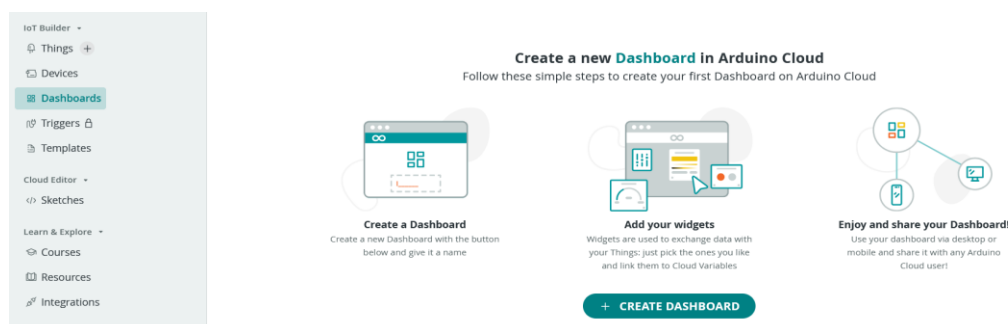 IoT Builder
Things
Devices
Dashboards
Triggers
Templates
Cloud Editor
Sketches
Learn & Explore
Courses
Resources
Integrations
Create a new Dashboard in Arduino Cloud
Follow these simple steps to create your first Dashboard on Arduino Cloud
Create a Dashboard
Create a new Dashboard with the button
below and give it a name
Add your widgets
Widgets are used to exchange data with
your Things: just pick the ones you like
and link them to Cloud Variables
Enjoy and share your Dashboard!
Use your dashboard via desktop or
mobile and share it with any Arduino
Cloud user!
+ CREATE DASHBOARD